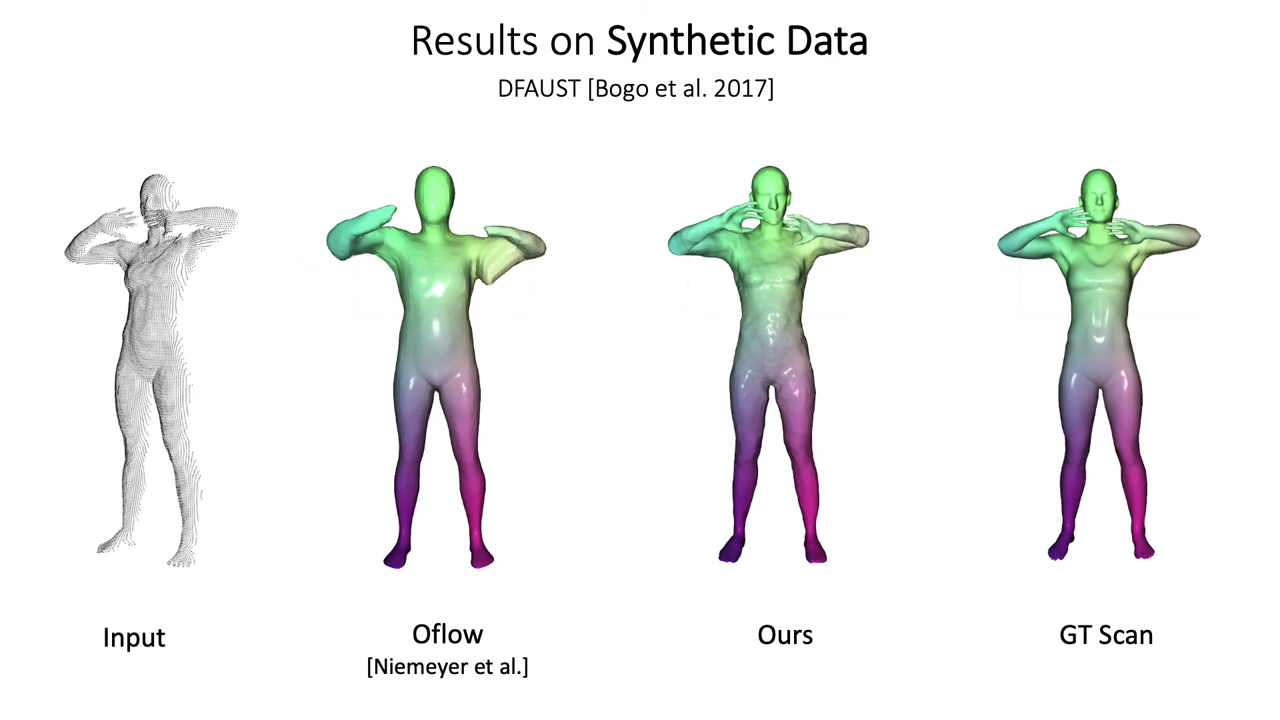 Results on Synthetic Data
DFAUST [Bogo et al. 2017]
Input
Oflow
[Niemeyer et al.]
Ours
GT Scan